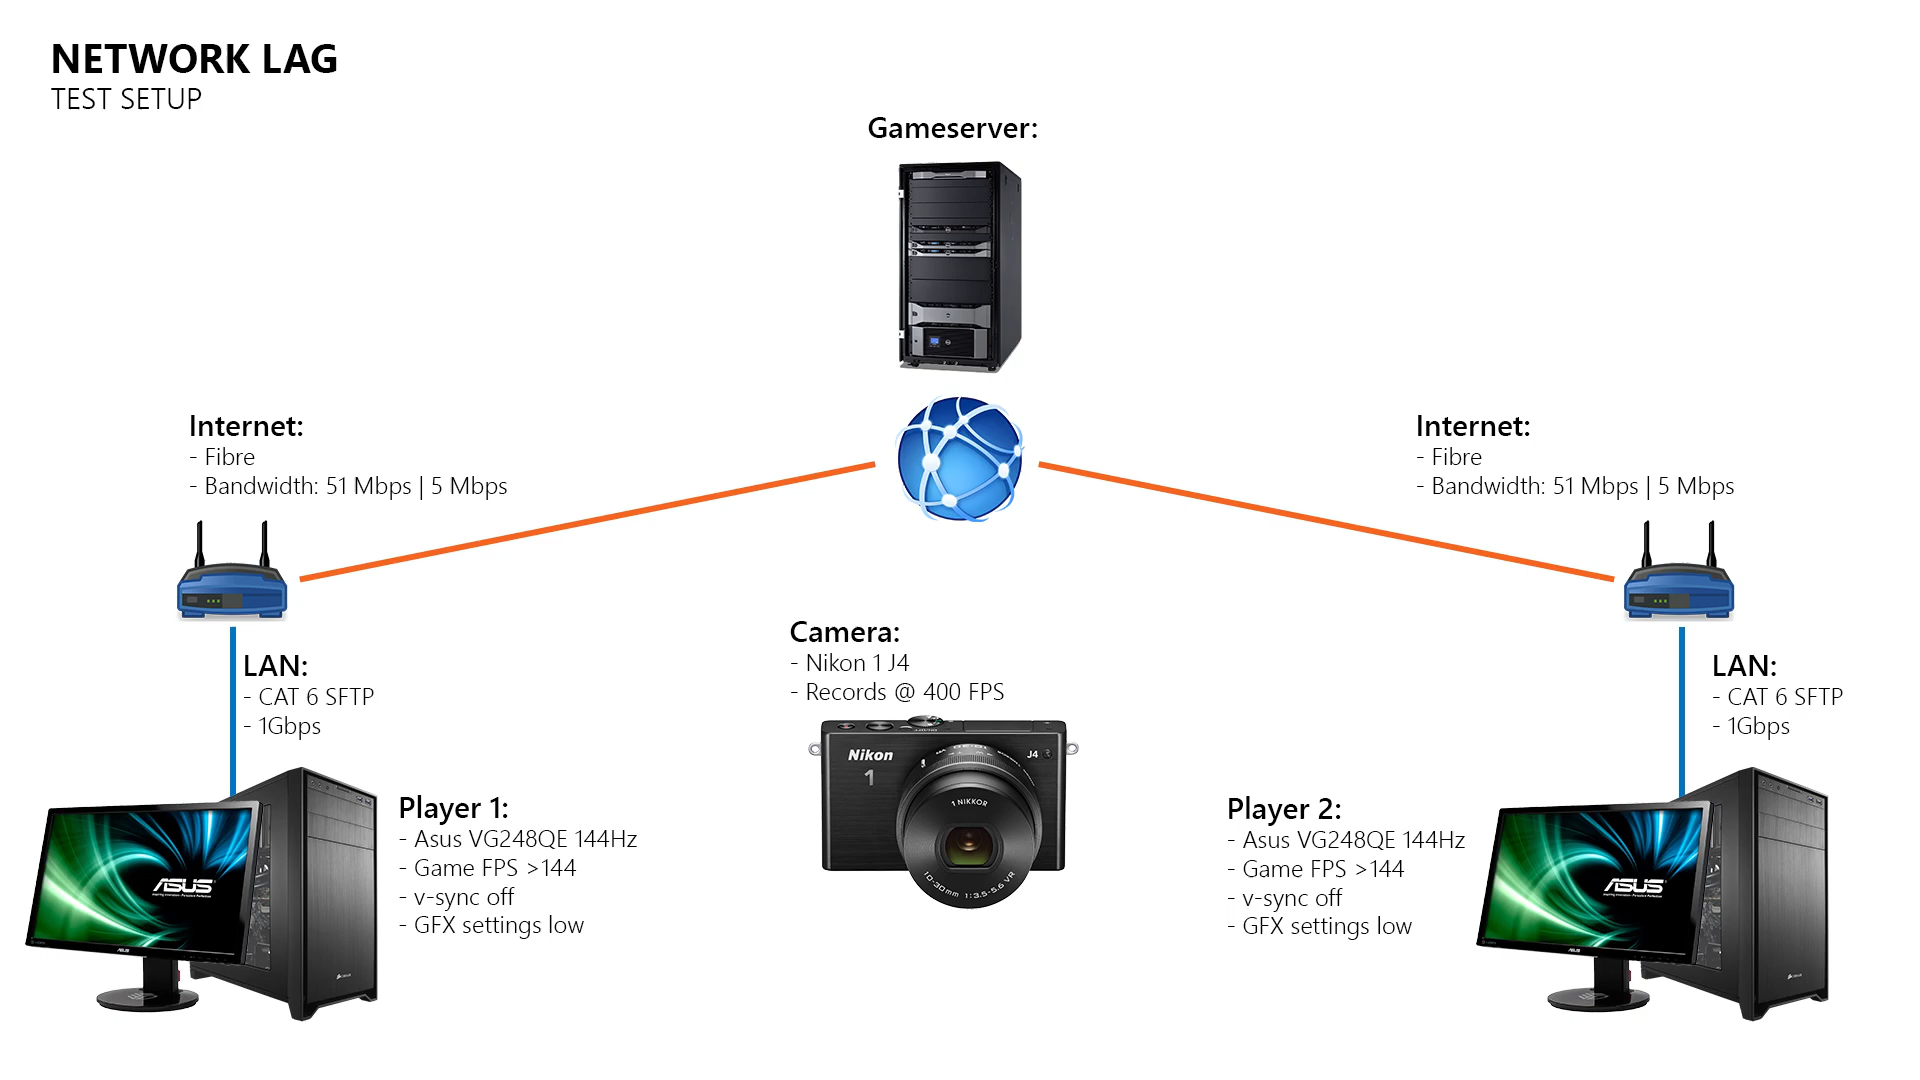 NETWORK LAG
TEST SETUP
Gameserver:
Internet:
- Fibre
- Bandwidth: 51 Mbps | 5 Mbps
Internet:
- Fibre
- Bandwidth: 51 Mbps | 5 Mbps
LAN:
- CAT 6 SFTP
- 1Gbps
Camera:
- Nikon 1 J4
- Records @ 400 FPS
Nikon
1
J4
1 NIKKOR
10-30mm 1:3.5-5.6 VR
LAN:
- CAT 6 SFTP
- 1Gbps
Player 1:
- Asus VG248QE 144Hz
- Game FPS >144
- v-sync off
- GFX settings low
ASUS
ASUS
Player 2:
- Asus VG248QE 144Hz
- Game FPS >144
- v-sync off
- GFX settings low
ASUS
ASUS